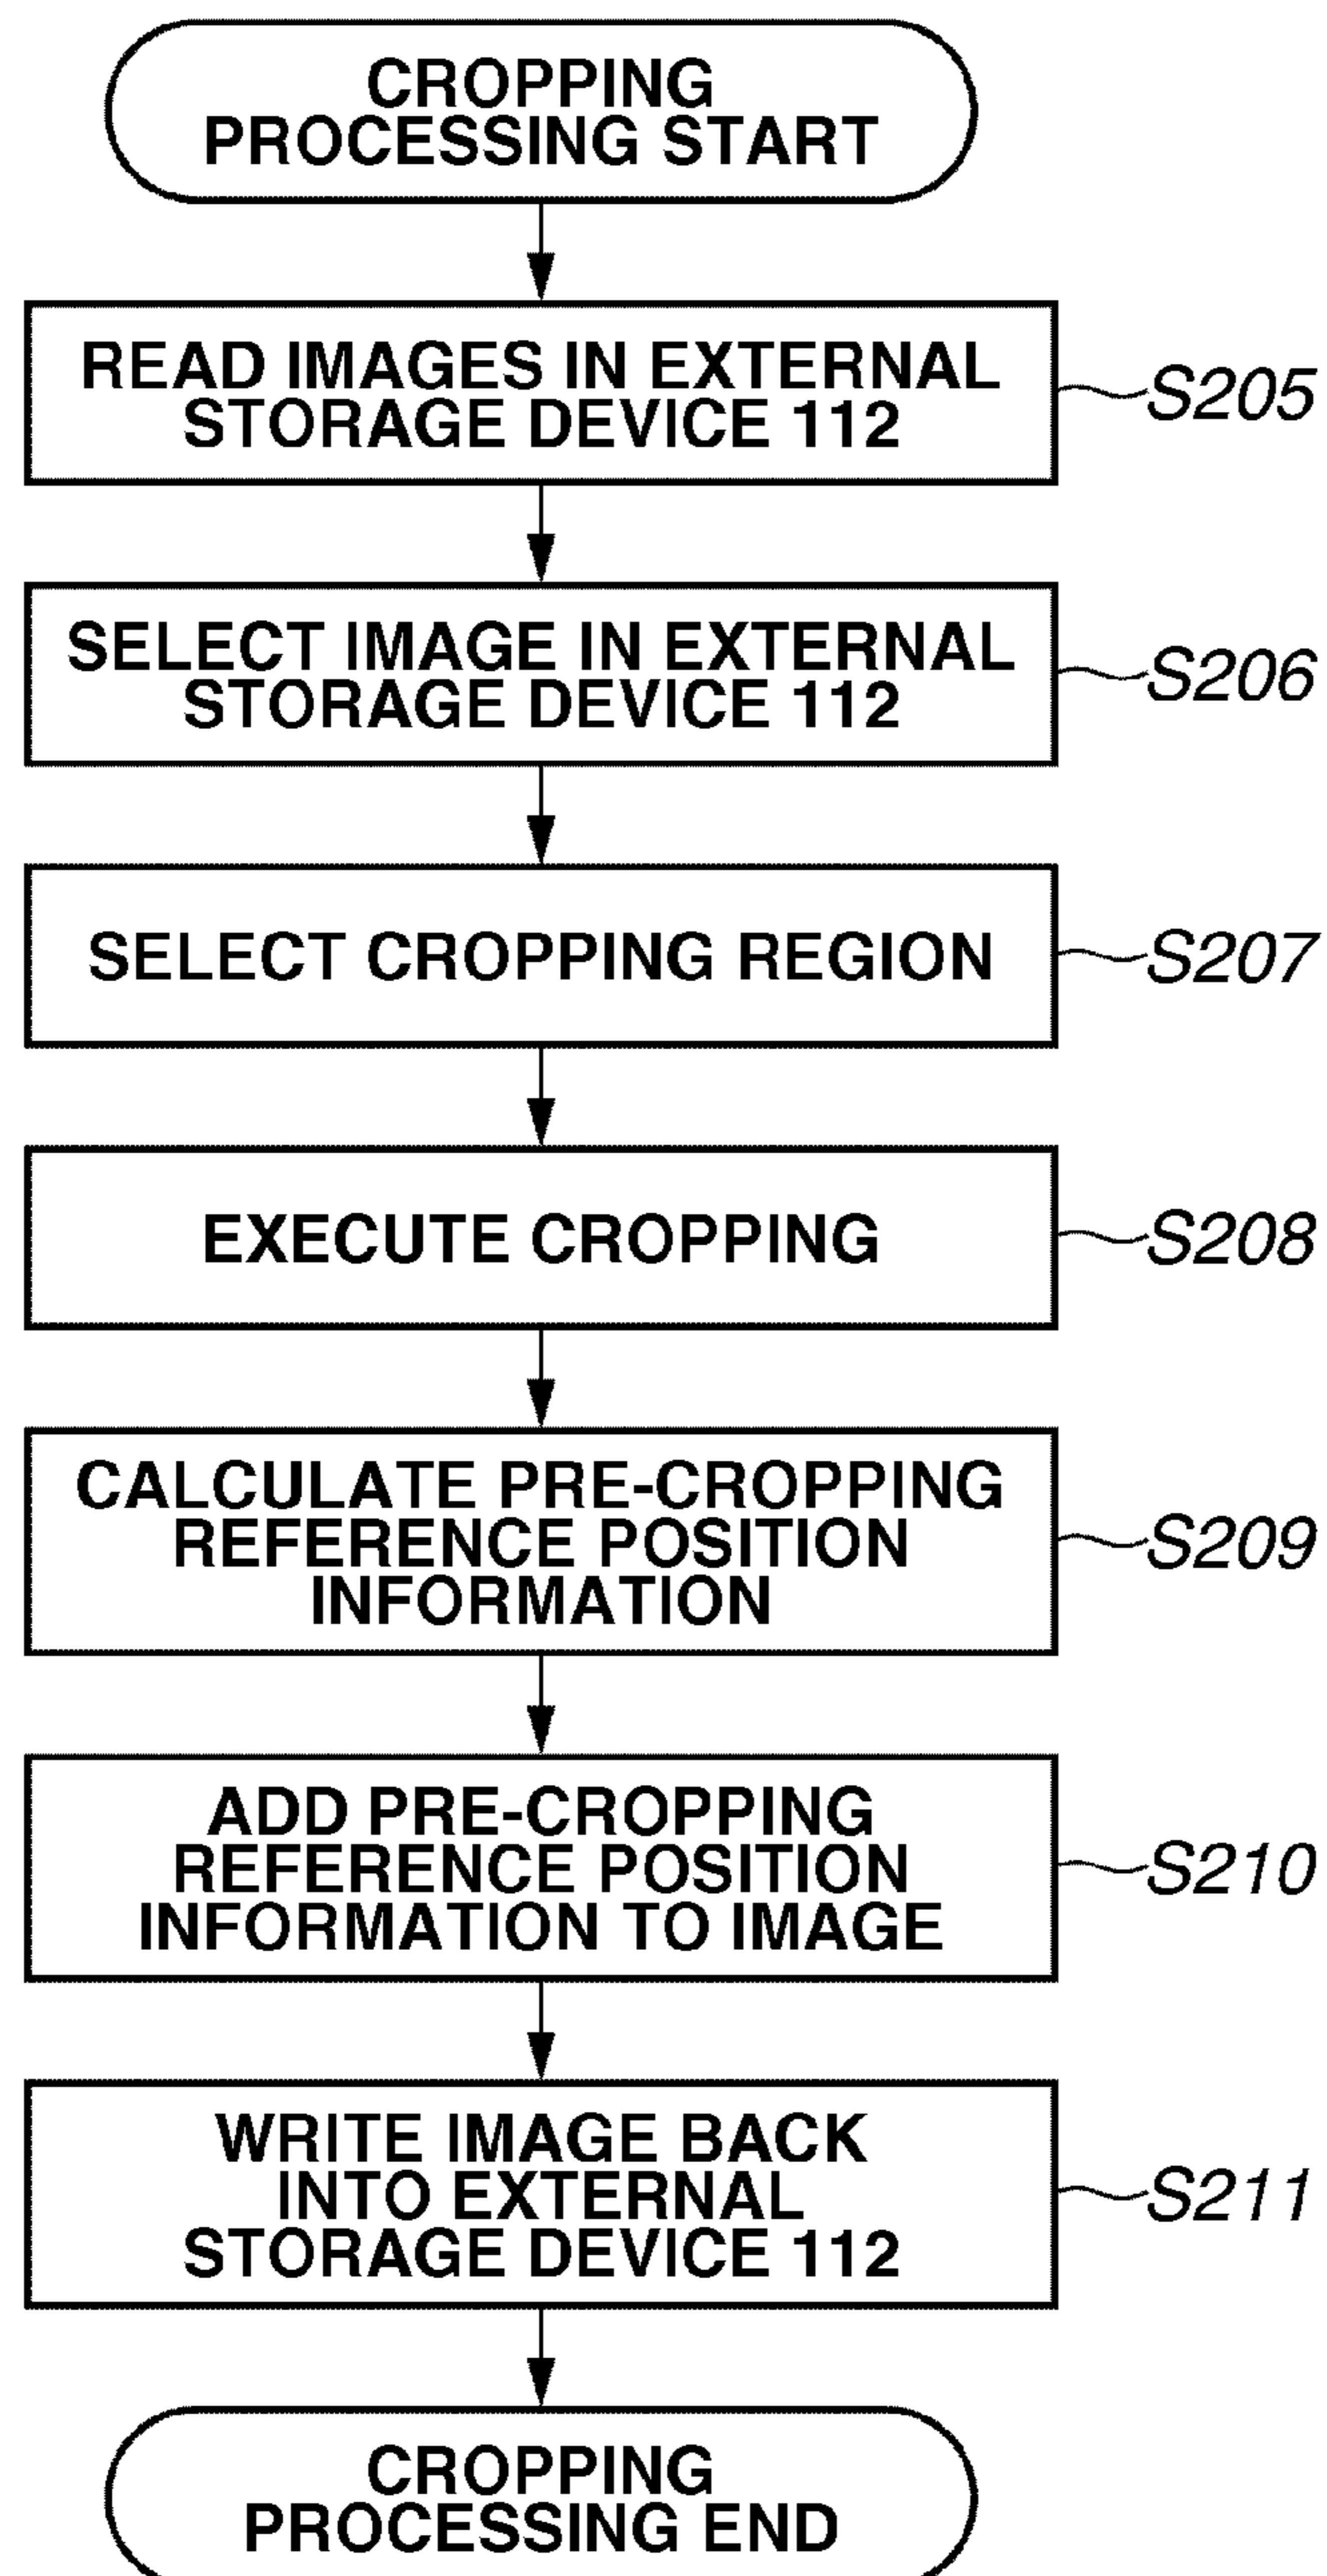 CROPPING
PROCESSING START
READ IMAGES IN EXTERNAL
STORAGE DEVICE 112
S205
SELECT IMAGE IN EXTERNAL
STORAGE DEVICE 112
S206
SELECT CROPPING REGION
S207
EXECUTE CROPPING
S208
CALCULATE PRE-CROPPING
REFERENCE POSITION
INFORMATION
S209
ADD PRE-CROPPING
REFERENCE POSITION
INFORMATION TO IMAGE
S210
WRITE IMAGE BACK
INTO EXTERNAL
STORAGE DEVICE 112
S211
CROPPING
PROCESSING END